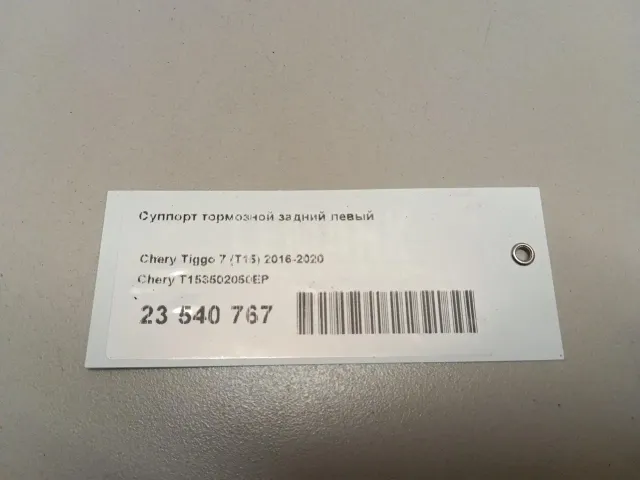 Суппорт тормозной задний левый
Chery Tiggo 7 (T15) 2016-2020
Chery T153502050EP
23 540 767